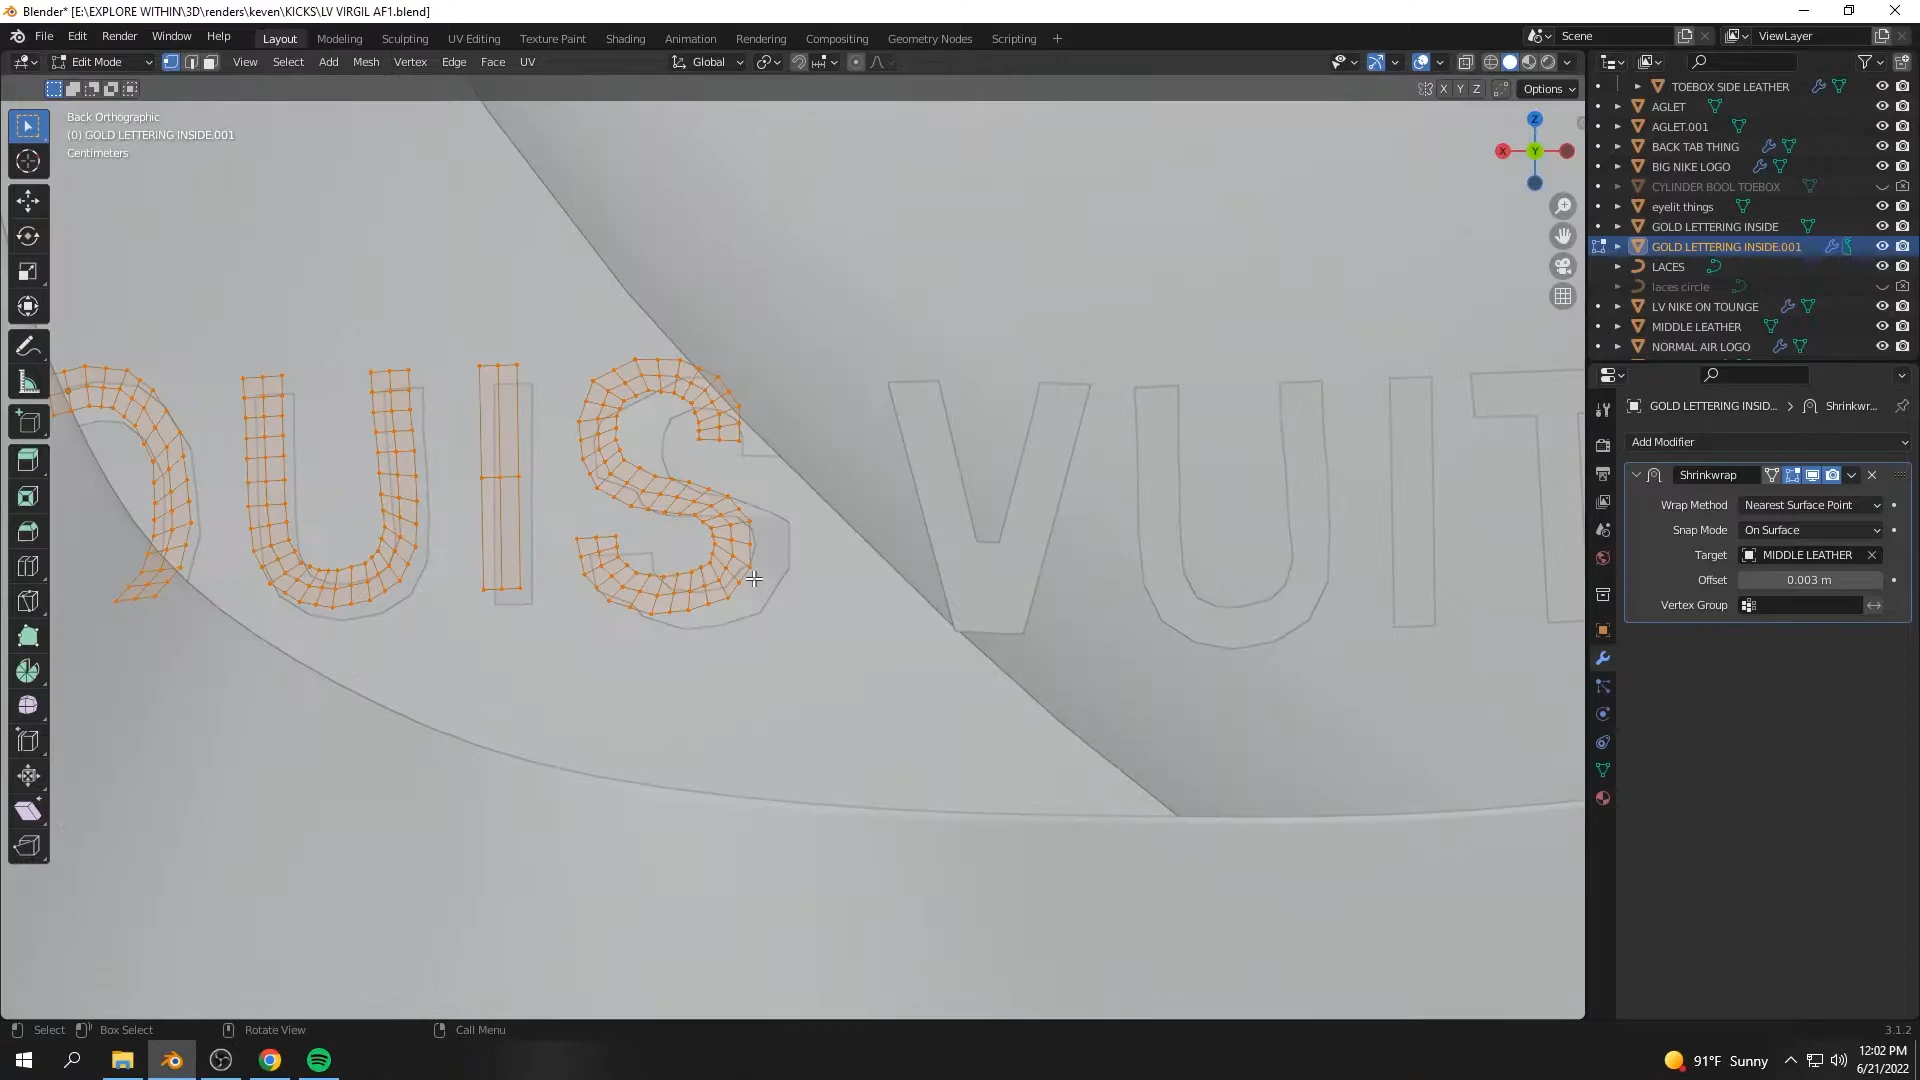 Blender* [E:\EXPLORE WITHIN\3D\renders\keven\KICKS\LV VIRGIL AF1.blend]
File Edit Render Window Help Layout Modeling Sculpting UV Editing Texture Paint Shading Animation Rendering Compositing Geometry Nodes Scripting + Scene ViewLayer
Edit Mode View Select Add Mesh Vertex Edge Face UV Global
X Y Z Options
Back Orthographic
(0) GOLD LETTERING INSIDE.001
Centimeters
Z
X Y
UIS VUIT
TOEBOX SIDE LEATHER
AGLET
AGLET.001
BACK TAB THING
BIG NIKE LOGO
CYLINDER BOOL TOEBOX
eyelit things
GOLD LETTERING INSIDE
GOLD LETTERING INSIDE.001
LACES
laces circle
LV NIKE ON TOUNGE
MIDDLE LEATHER
NORMAL AIR LOGO
GOLD LETTERING INSID... > Shrinkwr...
Add Modifier
Shrinkwrap
Wrap Method Nearest Surface Point
Snap Mode On Surface
Target MIDDLE LEATHER
Offset 0.003 m
Vertex Group
Select Box Select Rotate View Call Menu 3.1.2
91°F Sunny 12:02 PM
6/21/2022